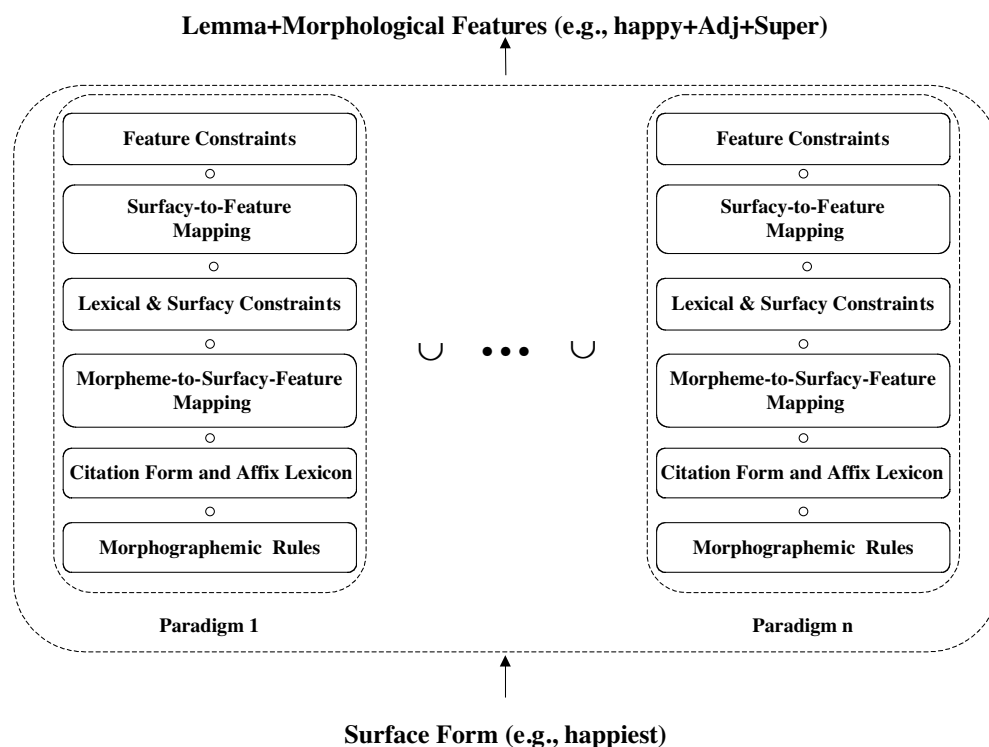 Lemma+Morphological Features (e.g., happy+Adj+Super)
Feature Constraints
Surfacy-to-Feature
Mapping
Lexical & Surfacy Constraints
Morpheme-to-Surfacy-Feature
Mapping
Citation Form and Affix Lexicon
Morphographemic Rules
Paradigm 1
∪ ••• ∪
Feature Constraints
Surfacy-to-Feature
Mapping
Lexical & Surfacy Constraints
Morpheme-to-Surfacy-Feature
Mapping
Citation Form and Affix Lexicon
Morphographemic Rules
Paradigm n
Surface Form (e.g., happiest)